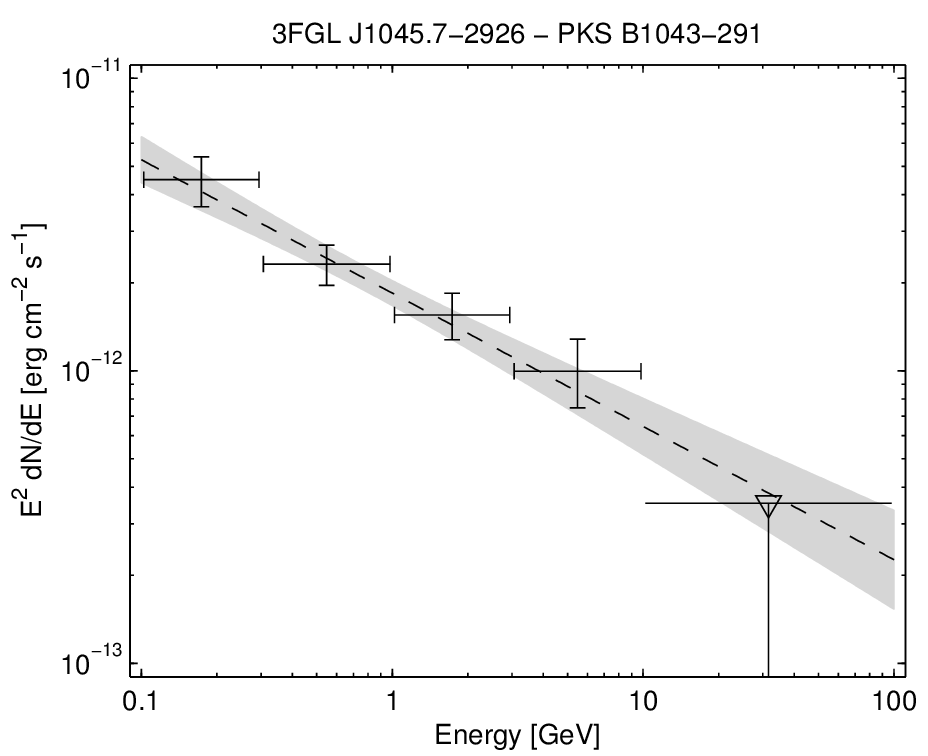 3FGL J1045.7−2926 − PKS B1043−291
10⁻¹¹
10⁻¹²
10⁻¹³
E² dN/dE [erg cm⁻² s⁻¹]
0.1 1 10 100
Energy [GeV]